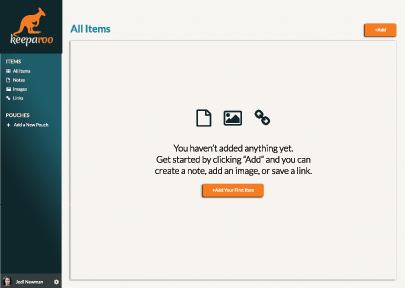 keeparoo
ITEMS
All Items
Notes
Images
Links
POUCHES
+ Add a New Pouch
Jodi Newman
All Items
+Add
You haven't added anything yet.
Get started by clicking "Add" and you can
create a note, add an image, or save a link.
+Add Your First Item